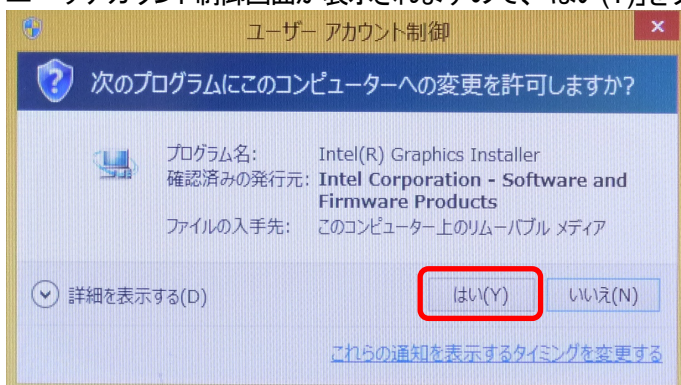 ユーザー アカウント制御
次のプログラムにこのコンピューターへの変更を許可しますか?
プログラム名: Intel(R) Graphics Installer
確認済みの発行元: Intel Corporation - Software and
Firmware Products
ファイルの入手先: このコンピューター上のリムーバブル メディア
詳細を表示する(D) はい(Y) いいえ(N)
これらの通知を表示するタイミングを変更する